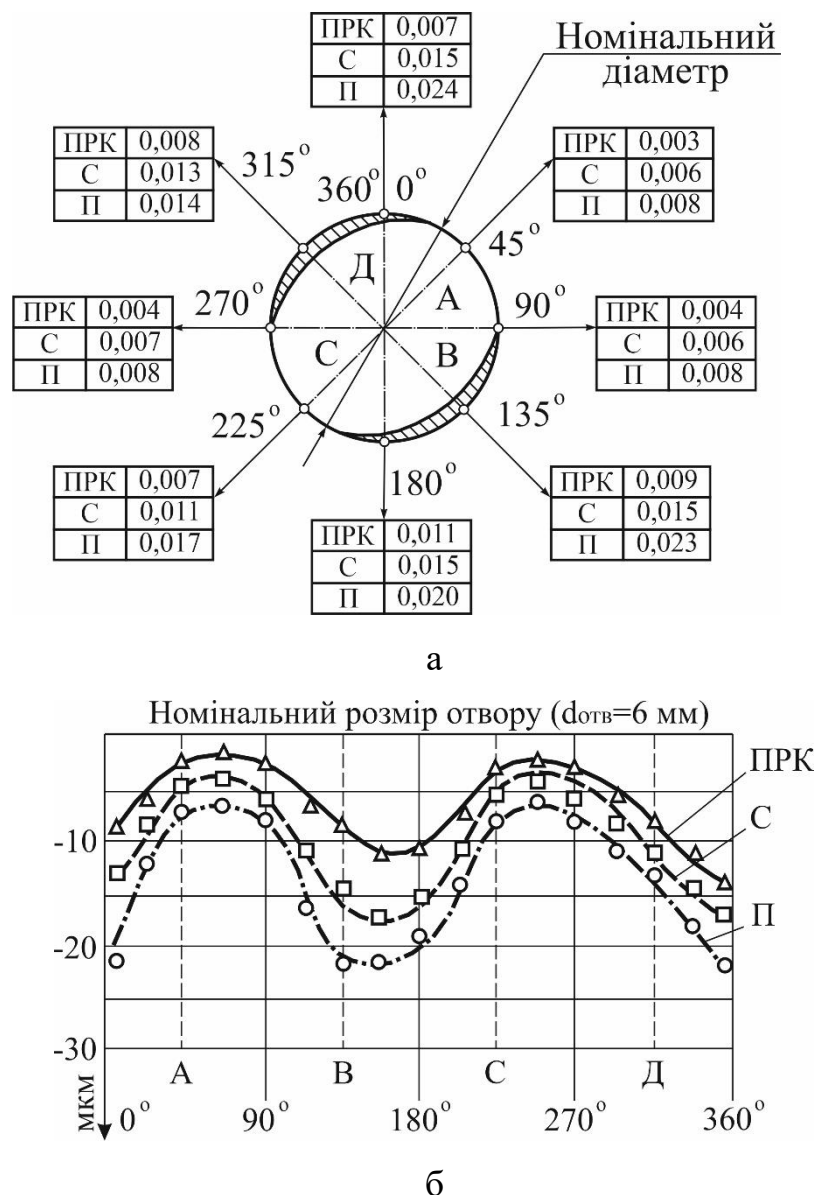 ПРК 0,007
С 0,015
П 0,024
Номінальний
діаметр
ПРК 0,008
С 0,013
П 0,014
315°
360° 0°
ПРК 0,003
С 0,006
П 0,008
45°
Д
А
270°
90°
ПРК 0,004
С 0,007
П 0,008
С
В
ПРК 0,004
С 0,006
П 0,008
225°
135°
180°
ПРК 0,007
С 0,011
П 0,017
ПРК 0,011
С 0,015
П 0,020
ПРК 0,009
С 0,015
П 0,023
а
Номінальний розмір отвору (dотв=6 мм)
ПРК
С
П
-10
-20
-30
мкм
А В С Д
0° 90° 180° 270° 360°
б